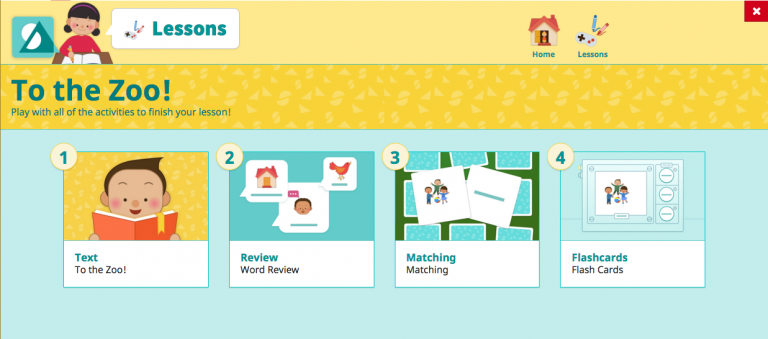 Lessons
Home
Lessons
To the Zoo!
Play with all of the activities to finish your lesson!
1
2
3
4
Text
To the Zoo!
Review
Word Review
Matching
Matching
Flashcards
Flash Cards